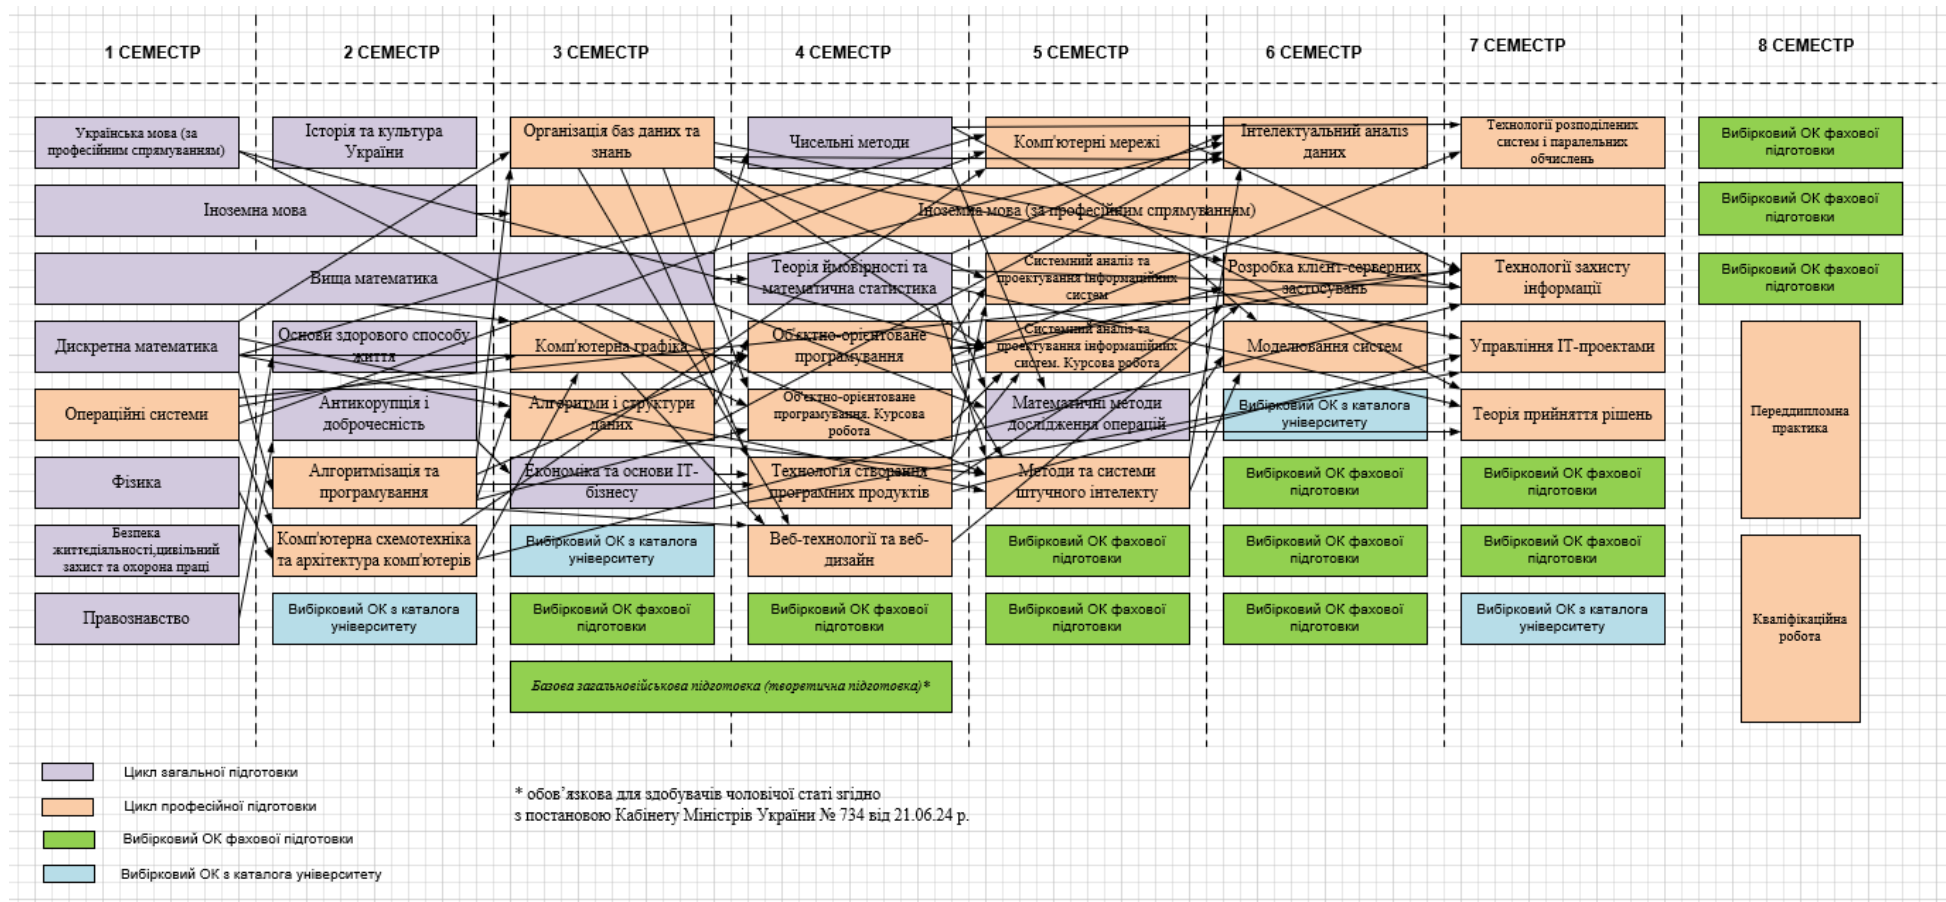 1 СЕМЕСТР
2 СЕМЕСТР
3 СЕМЕСТР
4 СЕМЕСТР
5 СЕМЕСТР
6 СЕМЕСТР
7 СЕМЕСТР
8 СЕМЕСТР
Українська мова (за
професійним спрямуванням)
Історія та культура
України
Організація баз даних та
знань
Чисельні методи
Комп'ютерні мережі
Інтелектуальний аналіз
даних
Технології розподілених
систем і паралельних
обчислень
Вибірковий ОК фахової
підготовки
Іноземна мова
Іноземна мова (за професійним спрямуванням)
Вибірковий ОК фахової
підготовки
Вища математика
Теорія ймовірності та
математична статистика
Системний аналіз та
проектування інформаційних
систем
Розробка клієнт-серверних
застосувань
Технології захисту
інформації
Вибірковий ОК фахової
підготовки
Дискретна математика
Основи здорового способу
життя
Комп'ютерна графіка
Об'єктно-орієнтоване
програмування
Системний аналіз та
проектування інформаційних
систем. Курсова робота
Моделювання систем
Управління ІТ-проектами
Переддипломна
практика
Операційні системи
Антикорупція і
доброчесність
Алгоритми і структури
даних
Об'єктно-орієнтоване
програмування. Курсова
робота
Математичні методи
дослідження операцій
Вибірковий ОК з каталога
університету
Теорія прийняття рішень
Фізика
Алгоритмізація та
програмування
Економіка та основи ІТ-
бізнесу
Технологія створення
програмних продуктів
Методи та системи
штучного інтелекту
Вибірковий ОК фахової
підготовки
Вибірковий ОК фахової
підготовки
Безпека
життєдіяльності,цивільний
захист та охорона праці
Комп'ютерна схемотехніка
та архітектура комп'ютерів
Вибірковий ОК з каталога
університету
Веб-технології та веб-
дизайн
Вибірковий ОК фахової
підготовки
Вибірковий ОК фахової
підготовки
Вибірковий ОК фахової
підготовки
Кваліфікаційна
робота
Правознавство
Вибірковий ОК з каталога
університету
Вибірковий ОК фахової
підготовки
Вибірковий ОК фахової
підготовки
Вибірковий ОК фахової
підготовки
Вибірковий ОК фахової
підготовки
Вибірковий ОК з каталога
університету
Базова загальновійськова підготовка (теоретична підготовка)*
Цикл загальної підготовки
Цикл професійної підготовки
Вибірковий ОК фахової підготовки
Вибірковий ОК з каталога університету
* обов’язкова для здобувачів чоловічої статі згідно
з постановою Кабінету Міністрів України № 734 від 21.06.24 р.